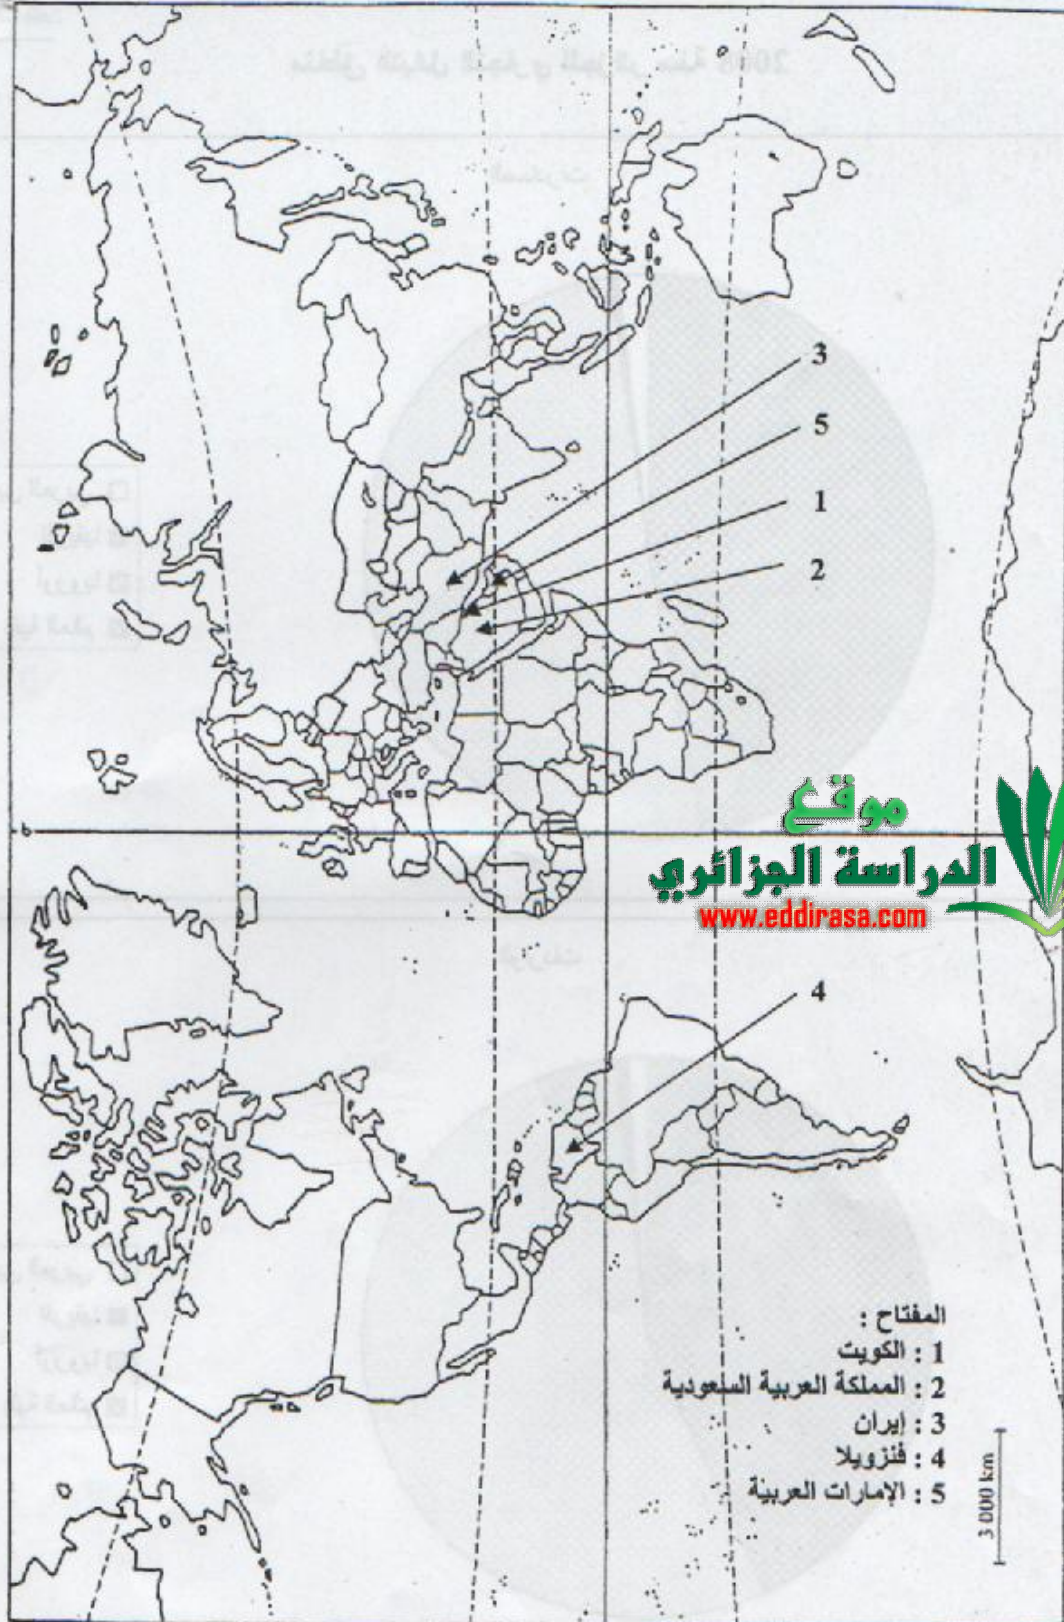 3
5
1
2
موقع
الدراسة الجزائري
www.eddirasa.com
4
المفتاح :
1 : الكويت
2 : المملكة العربية السعودية
3 : إيران
4 : فنزويلا
5 : الإمارات العربية
3 000 km